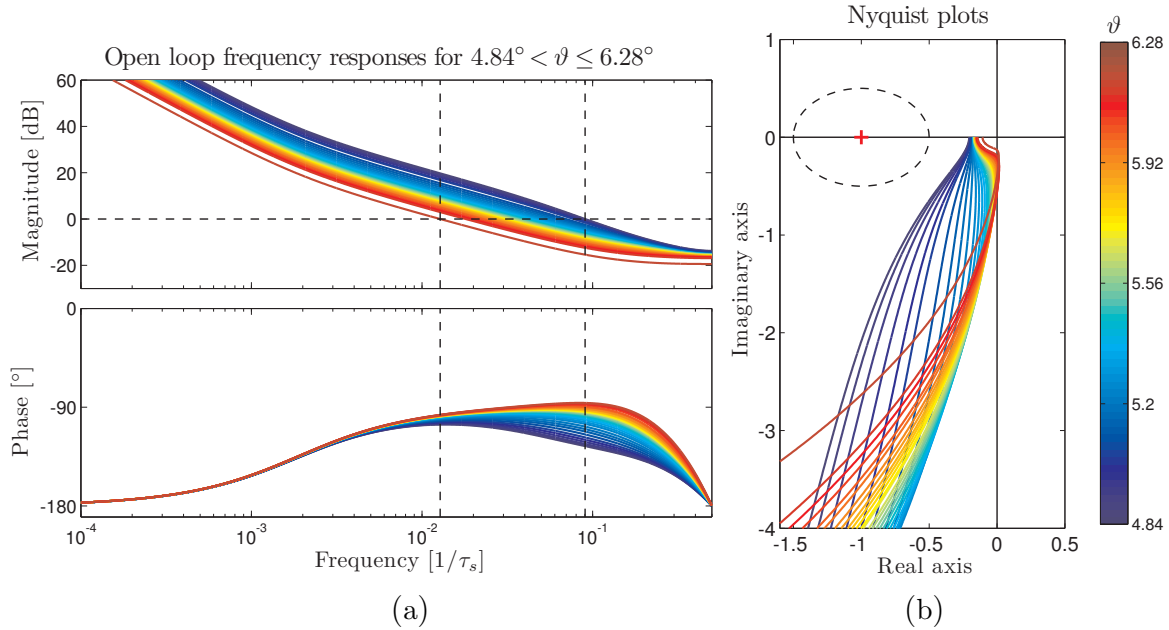 Open loop frequency responses for 4.84° < ϑ ≤ 6.28°
Magnitude [dB]
60
40
20
0
-20
Phase [°]
0
-90
-180
10⁻⁴
10⁻³
10⁻²
10⁻¹
Frequency [1/τₛ]
(a)
Nyquist plots
Imaginary axis
1
0
-1
-2
-3
-4
-1.5
-1
-0.5
0
0.5
Real axis
(b)
ϑ
6.28
5.92
5.56
5.2
4.84